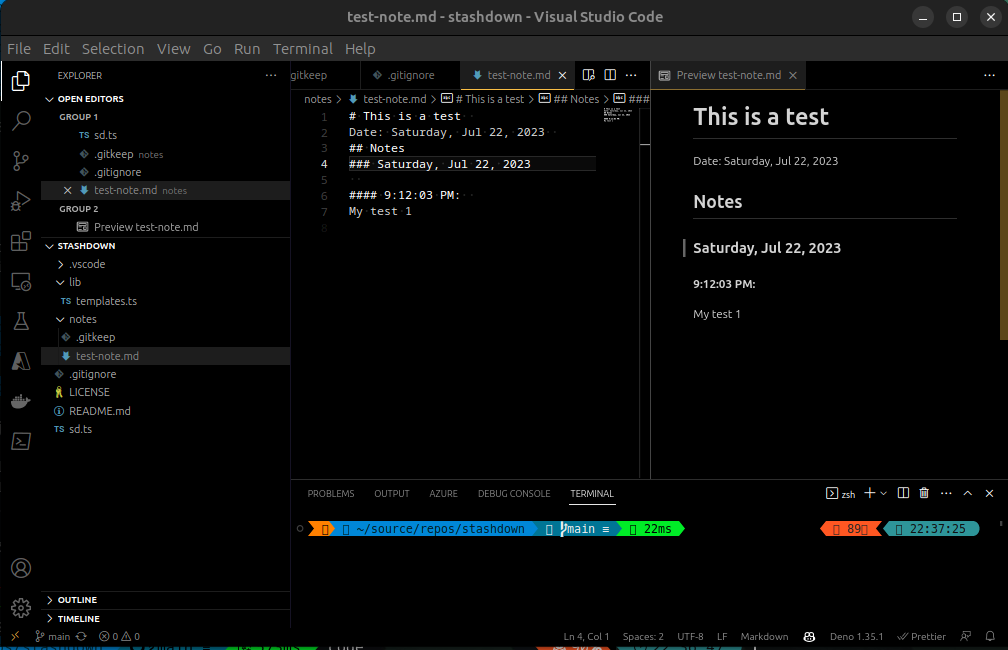 test-note.md - stashdown - Visual Studio Code
File Edit Selection View Go Run Terminal Help
EXPLORER
OPEN EDITORS
GROUP 1
TS sd.ts
.gitkeep notes
.gitignore
test-note.md notes
GROUP 2
Preview test-note.md
STASHDOWN
.vscode
lib
TS templates.ts
notes
.gitkeep
test-note.md
.gitignore
LICENSE
README.md
TS sd.ts
OUTLINE
TIMELINE
gitkeep .gitignore test-note.md
notes > test-note.md > # This is a test > ## Notes > ###
1 # This is a test
2 Date: Saturday, Jul 22, 2023
3 ## Notes
4 ### Saturday, Jul 22, 2023
5
6 #### 9:12:03 PM:
7 My test 1
8
Preview test-note.md
This is a test
Date: Saturday, Jul 22, 2023
Notes
Saturday, Jul 22, 2023
9:12:03 PM:
My test 1
PROBLEMS OUTPUT AZURE DEBUG CONSOLE TERMINAL
zsh
~/source/repos/stashdown main ≡ 22ms 89 22:37:25
main 0 0 Ln 4, Col 1 Spaces: 2 UTF-8 LF Markdown Deno 1.35.1 Prettier